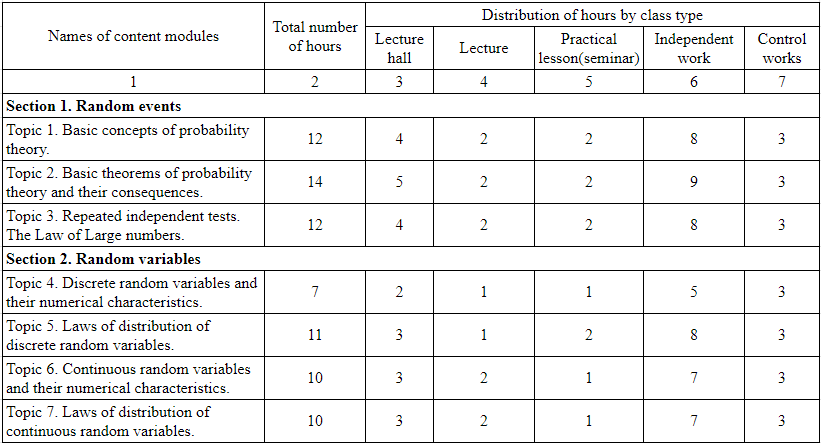 Names of content modules Total number of hours Distribution of hours by class type
Lecture hall Lecture Practical lesson(seminar) Independent work Control works
1 2 3 4 5 6 7
Section 1. Random events
Topic 1. Basic concepts of probability
theory. 12 4 2 2 8 3
Topic 2. Basic theorems of probability
theory and their consequences. 14 5 2 2 9 3
Topic 3. Repeated independent tests.
The Law of Large numbers. 12 4 2 2 8 3
Section 2. Random variables
Topic 4. Discrete random variables and
their numerical characteristics. 7 2 1 1 5 3
Topic 5. Laws of distribution of
discrete random variables. 11 3 1 2 8 3
Topic 6. Continuous random variables
and their numerical characteristics. 10 3 2 1 7 3
Topic 7. Laws of distribution of
continuous random variables. 10 3 2 1 7 3